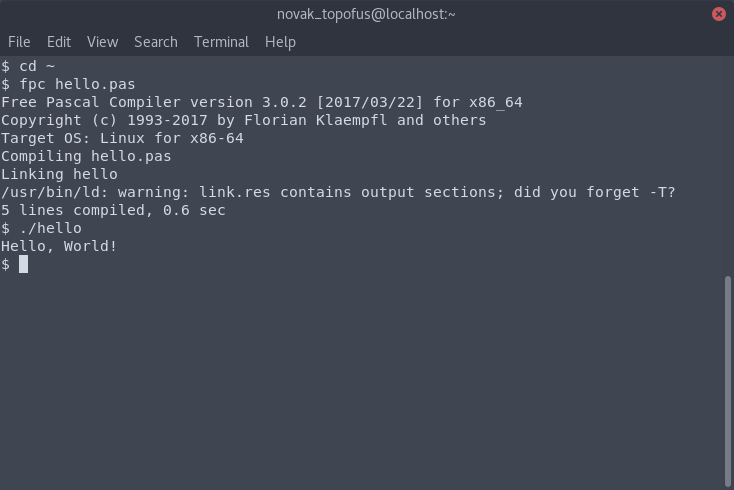 novak_topofus@localhost:~
File Edit View Search Terminal Help
$ cd ~
$ fpc hello.pas
Free Pascal Compiler version 3.0.2 [2017/03/22] for x86_64
Copyright (c) 1993-2017 by Florian Klaempfl and others
Target OS: Linux for x86-64
Compiling hello.pas
Linking hello
/usr/bin/ld: warning: link.res contains output sections; did you forget -T?
5 lines compiled, 0.6 sec
$ ./hello
Hello, World!
$